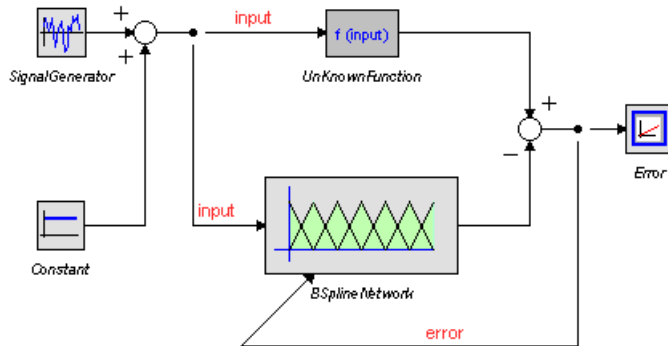 input
f (input)
SignalGenerator
UnKnownFunction
Error
input
Constant
BSplineNetwork
error